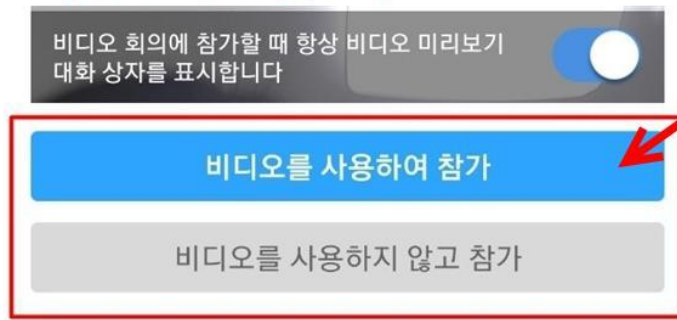 비디오 회의에 참가할 때 항상 비디오 미리보기
대화 상자를 표시합니다
비디오를 사용하여 참가
비디오를 사용하지 않고 참가